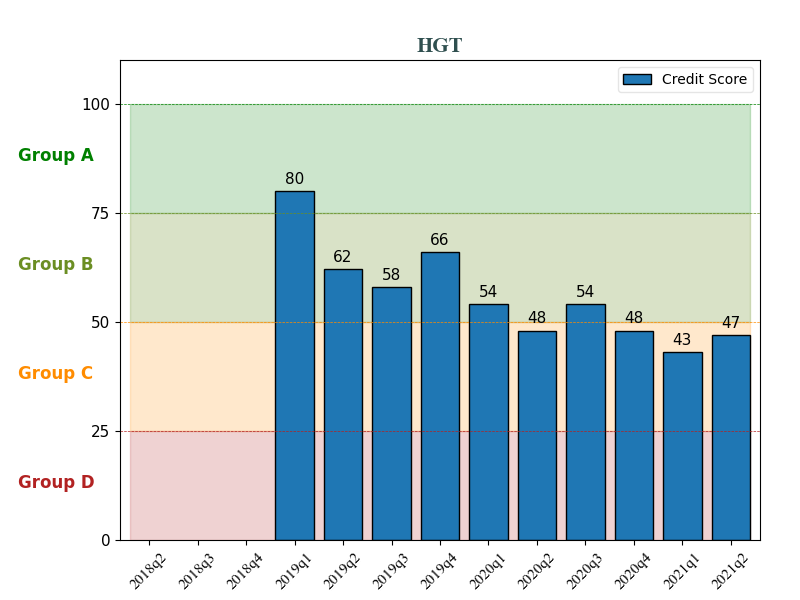 HGT
Credit Score
100
Group A
80
75
66
Group B
62
58
54
54
50
48
48
47
43
Group C
25
Group D
0
2018q2
2018q3
2018q4
2019q1
2019q2
2019q3
2019q4
2020q1
2020q2
2020q3
2020q4
2021q1
2021q2